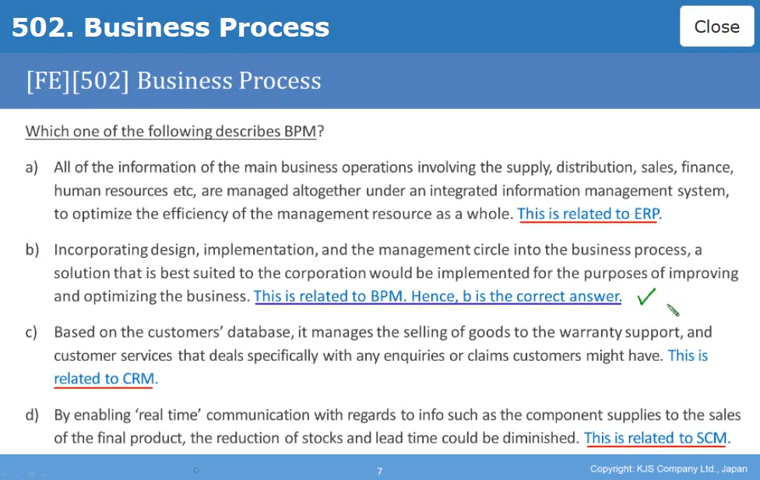 502. Business Process
Close
[FE][502] Business Process
Which one of the following describes BPM?
a) All of the information of the main business operations involving the supply, distribution, sales, finance,
human resources etc, are managed altogether under an integrated information management system,
to optimize the efficiency of the management resource as a whole. This is related to ERP.
b) Incorporating design, implementation, and the management circle into the business process, a
solution that is best suited to the corporation would be implemented for the purposes of improving
and optimizing the business. This is related to BPM. Hence, b is the correct answer.
c) Based on the customers' database, it manages the selling of goods to the warranty support, and
customer services that deals specifically with any enquiries or claims customers might have. This is
related to CRM.
d) By enabling 'real time' communication with regards to info such as the component supplies to the sales
of the final product, the reduction of stocks and lead time could be diminished. This is related to SCM.
7
Copyright: KJS Company Ltd., Japan